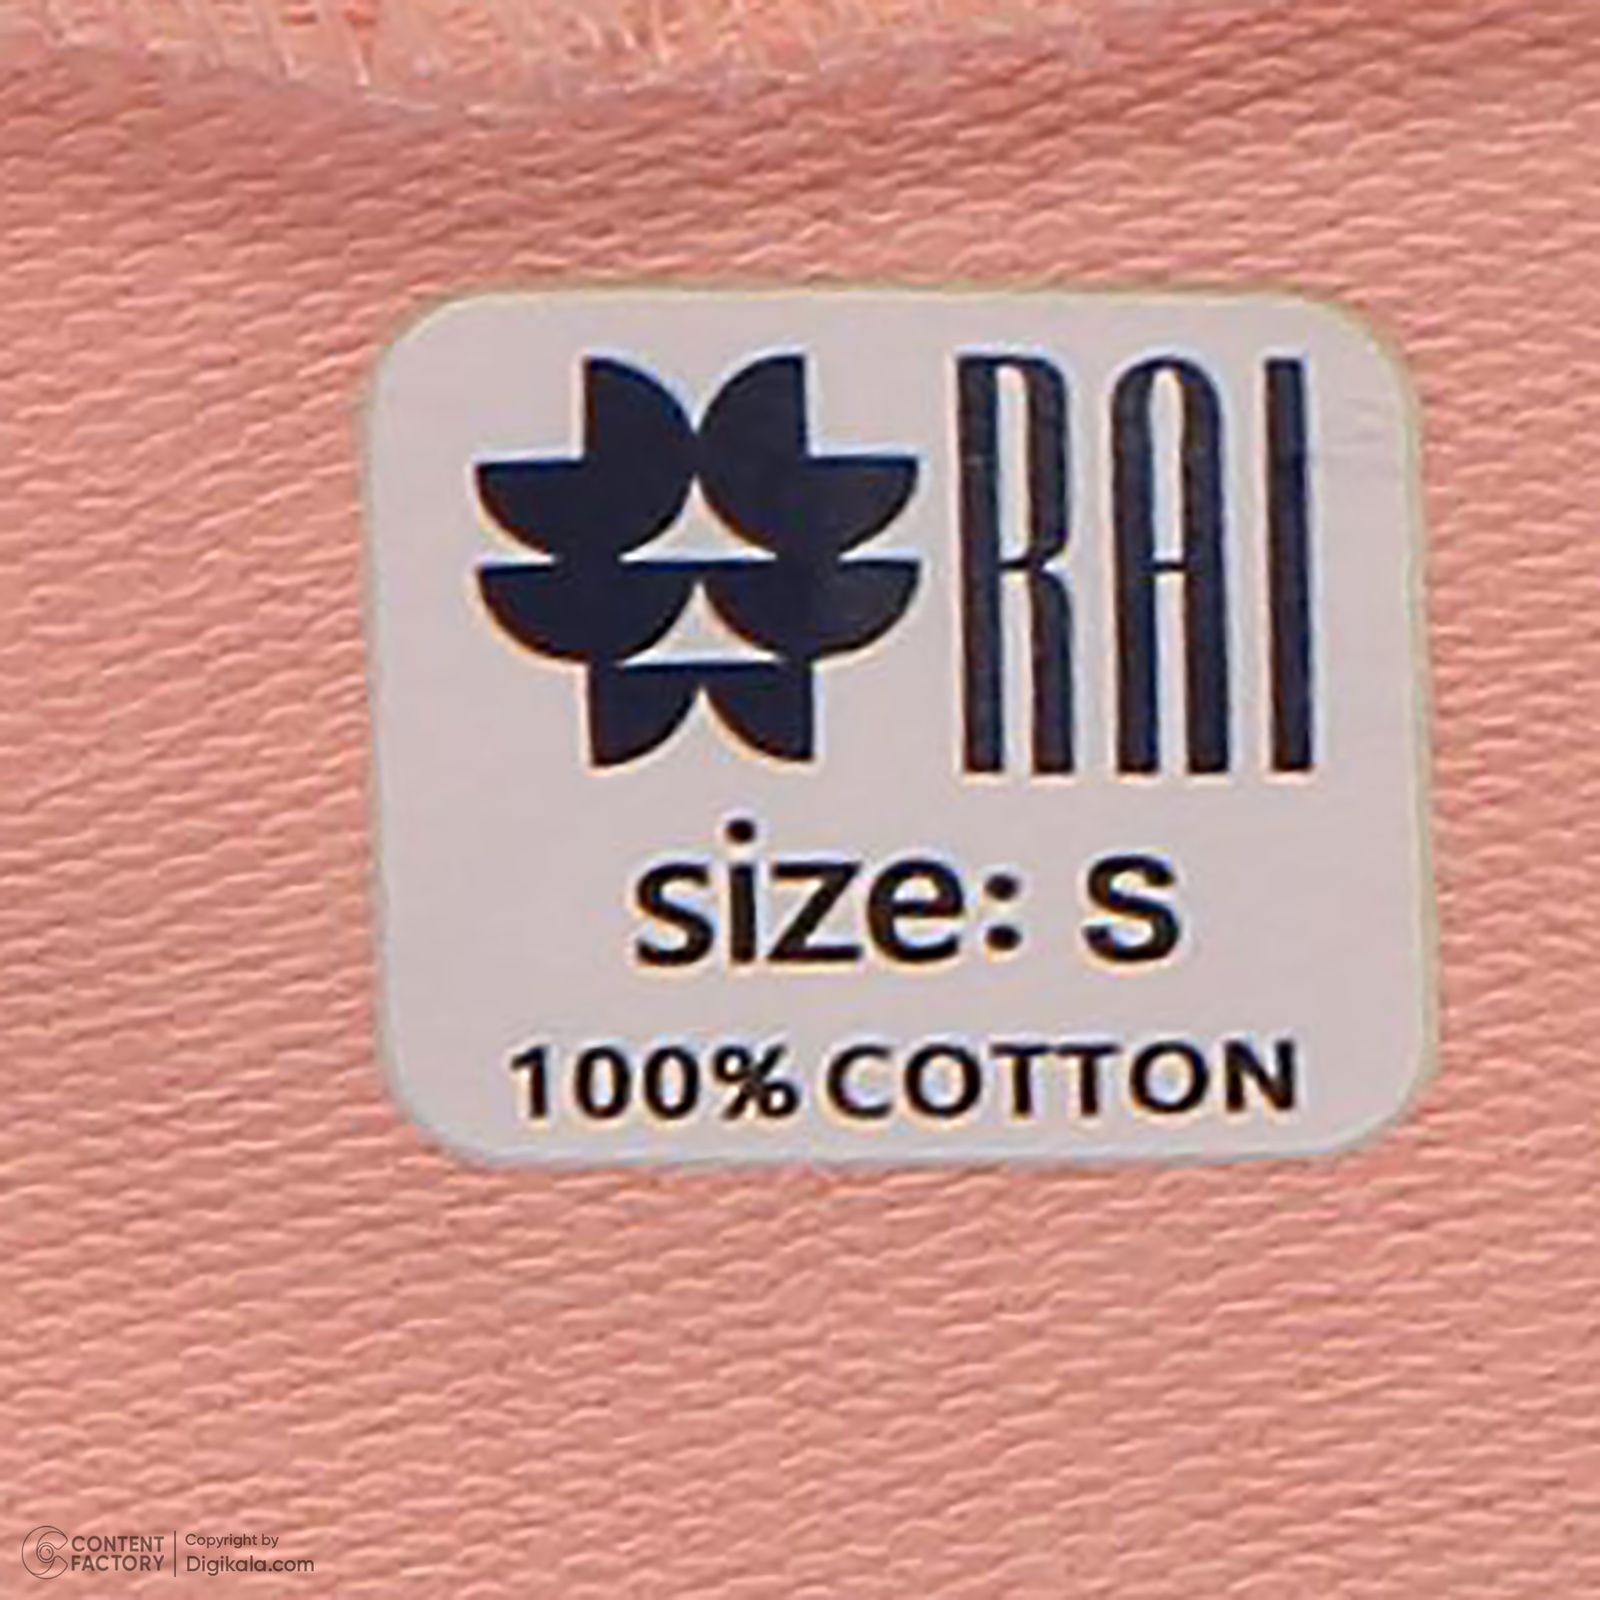 RAI
size: s
100% COTTON
CONTENT FACTORY
Copyright by
Digikala.com